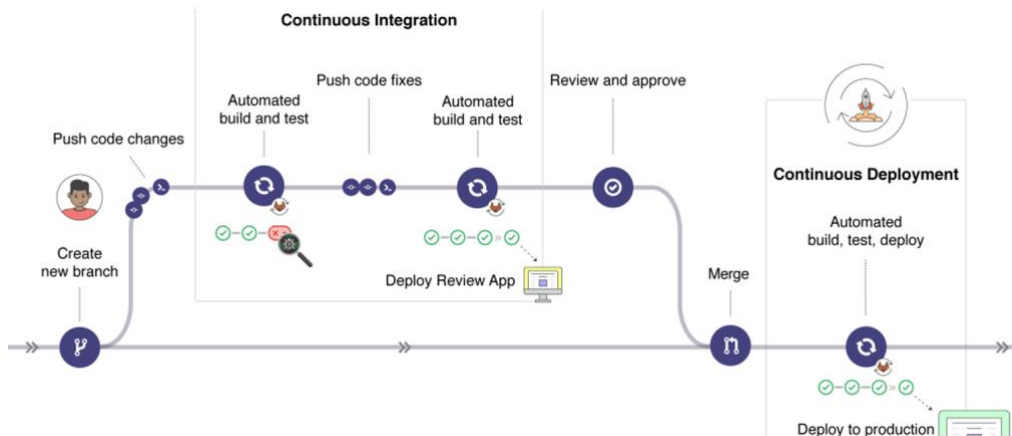 Continuous Integration
Push code fixes
Review and approve
Automated
build and test
Automated
build and test
Push code changes
Continuous Deployment
Automated
build, test, deploy
Create
new branch
Deploy Review App
Merge
Deploy to production